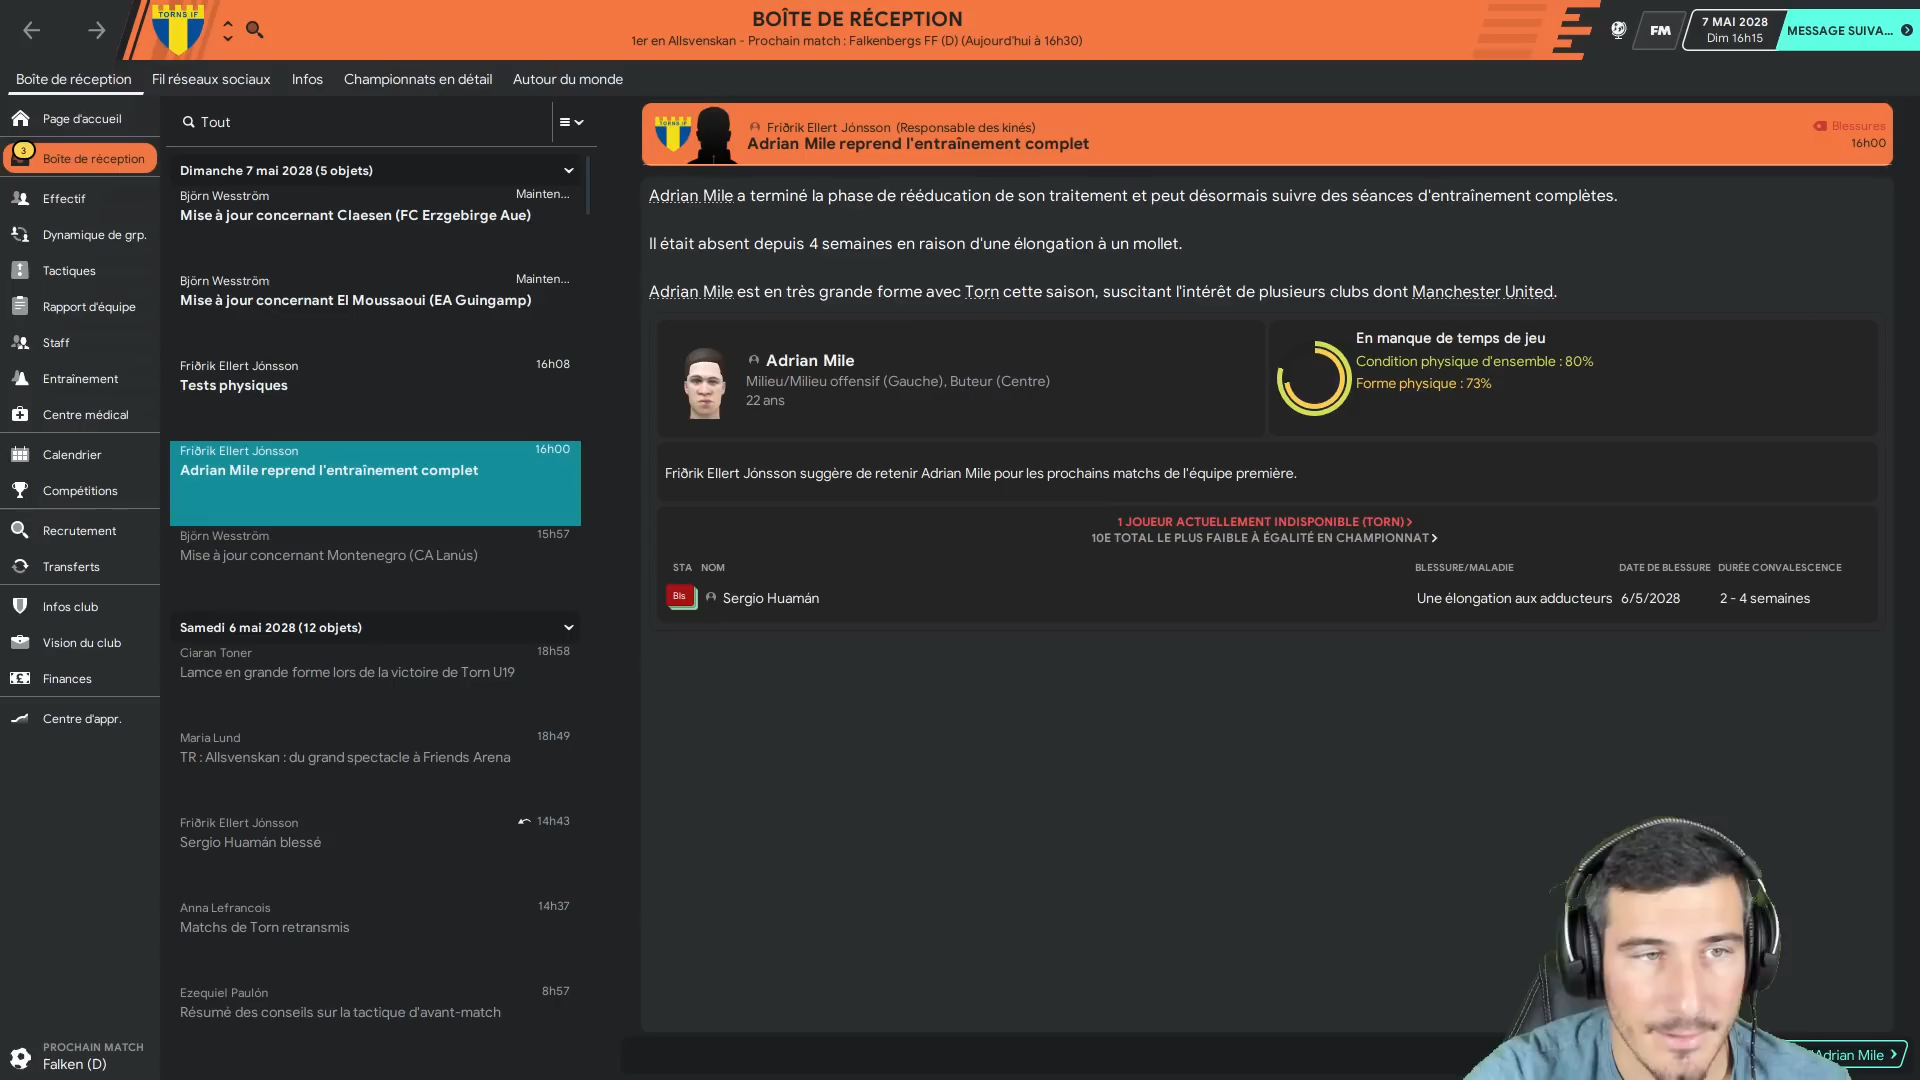 TORNS IF
BOÎTE DE RÉCEPTION
1er en Allsvenskan - Prochain match : Falkenbergs FF (D) (Aujourd'hui à 16h30)
FM
7 MAI 2028
Dim 16h15
MESSAGE SUIVA...
Boîte de réception
Fil réseaux sociaux
Infos
Championnats en détail
Autour du monde
Page d'accueil
3
Boîte de réception
Effectif
Dynamique de grp.
Tactiques
Rapport d'équipe
Staff
Entraînement
Centre médical
Calendrier
Compétitions
Recrutement
Transferts
Infos club
Vision du club
Finances
Centre d'appr.
PROCHAIN MATCH
Falken (D)
Tout
Dimanche 7 mai 2028 (5 objets)
Björn Wesström
Mainten...
Mise à jour concernant Claesen (FC Erzgebirge Aue)
Björn Wesström
Mainten...
Mise à jour concernant El Moussaoui (EA Guingamp)
Friðrik Ellert Jónsson
16h08
Tests physiques
Friðrik Ellert Jónsson
16h00
Adrian Mile reprend l'entraînement complet
Björn Wesström
15h57
Mise à jour concernant Montenegro (CA Lanús)
Samedi 6 mai 2028 (12 objets)
Ciaran Toner
18h58
Lamce en grande forme lors de la victoire de Torn U19
Maria Lund
18h49
TR : Allsvenskan : du grand spectacle à Friends Arena
Friðrik Ellert Jónsson
14h43
Sergio Huamán blessé
Anna Lefrancois
14h37
Matchs de Torn retransmis
Ezequiel Paulón
8h57
Résumé des conseils sur la tactique d'avant-match
TORNS IF
Friðrik Ellert Jónsson (Responsable des kinés)
Adrian Mile reprend l'entraînement complet
Blessures
16h00
Adrian Mile a terminé la phase de rééducation de son traitement et peut désormais suivre des séances d'entraînement complètes.
Il était absent depuis 4 semaines en raison d'une élongation à un mollet.
Adrian Mile est en très grande forme avec Torn cette saison, suscitant l'intérêt de plusieurs clubs dont Manchester United.
Adrian Mile
Milieu/Milieu offensif (Gauche), Buteur (Centre)
22 ans
En manque de temps de jeu
Condition physique d'ensemble : 80%
Forme physique : 73%
Friðrik Ellert Jónsson suggère de retenir Adrian Mile pour les prochains matchs de l'équipe première.
1 JOUEUR ACTUELLEMENT INDISPONIBLE (TORN)
10E TOTAL LE PLUS FAIBLE À ÉGALITÉ EN CHAMPIONNAT
STA NOM BLESSURE/MALADIE DATE DE BLESSURE DURÉE CONVALESCENCE
Bls Sergio Huamán Une élongation aux adducteurs 6/5/2028 2 - 4 semaines
Adrian Mile